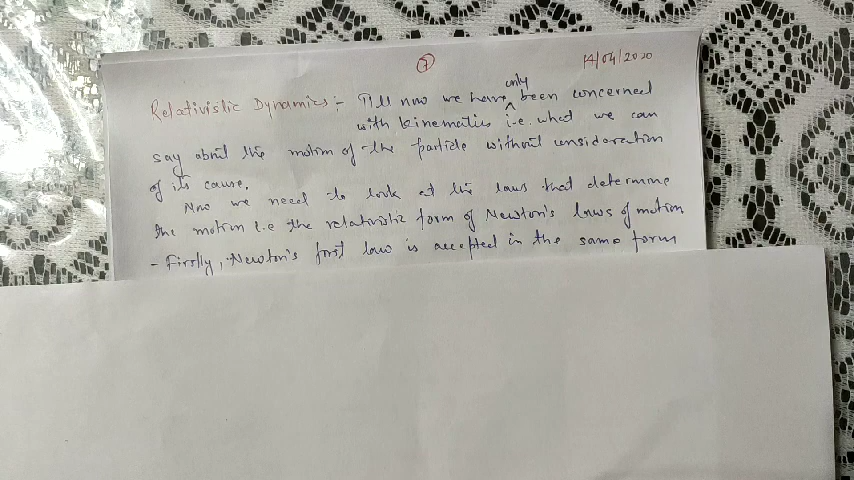 7
14/04/2020
Relativistic Dynamics :- Till now we have only been concerned
with kinematics i.e. what we can
say about the motion of the particle without consideration
of its cause.
Now we need to look at the laws that determine
the motion i.e the relativistic form of Newton's laws of motion
- Firstly, Newton's first law is accepted in the same form